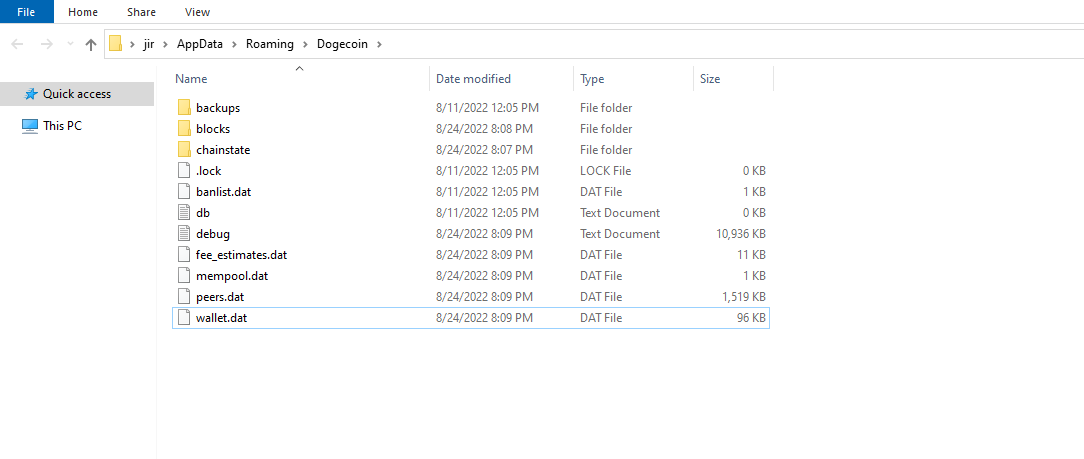 File Home Share View
jir AppData Roaming Dogecoin
Name Date modified Type Size
Quick access
This PC
backups 8/11/2022 12:05 PM File folder
blocks 8/24/2022 8:08 PM File folder
chainstate 8/24/2022 8:07 PM File folder
.lock 8/11/2022 12:05 PM LOCK File 0 KB
banlist.dat 8/11/2022 12:05 PM DAT File 1 KB
db 8/11/2022 12:05 PM Text Document 0 KB
debug 8/24/2022 8:09 PM Text Document 10,936 KB
fee_estimates.dat 8/24/2022 8:09 PM DAT File 11 KB
mempool.dat 8/24/2022 8:09 PM DAT File 1 KB
peers.dat 8/24/2022 8:09 PM DAT File 1,519 KB
wallet.dat 8/24/2022 8:09 PM DAT File 96 KB